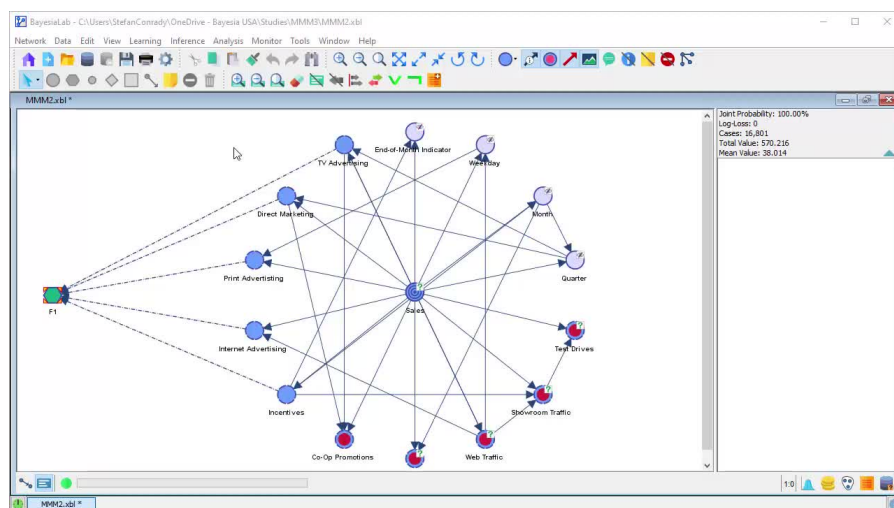 BayesiaLab - C:\Users\StefanConrady\OneDrive - Bayesia USA\Studies\MMM3\MMM2.xbl
Network Data Edit View Learning Inference Analysis Monitor Tools Window Help
MMM2.xbl *
Joint Probability: 100.00%
Log-Loss: 0
Cases: 16,801
Total Value: 570.216
Mean Value: 38.014
End-of-Month Indicator
TV Advertising
Weekday
Direct Marketing
Month
Print Advertisting
Quarter
Sales
F1
Internet Advertising
Test Drives
Incentives
Showroom Traffic
Co-Op Promotions
Web Traffic
1:0
MMM2.xbl *